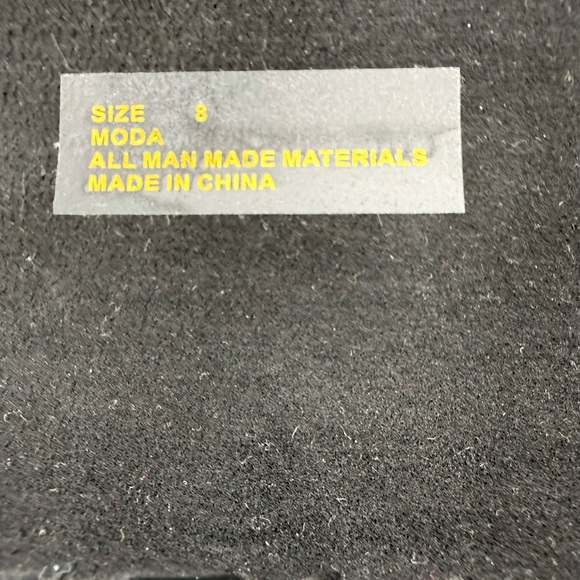 SIZE 8
MODA
ALL MAN MADE MATERIALS
MADE IN CHINA